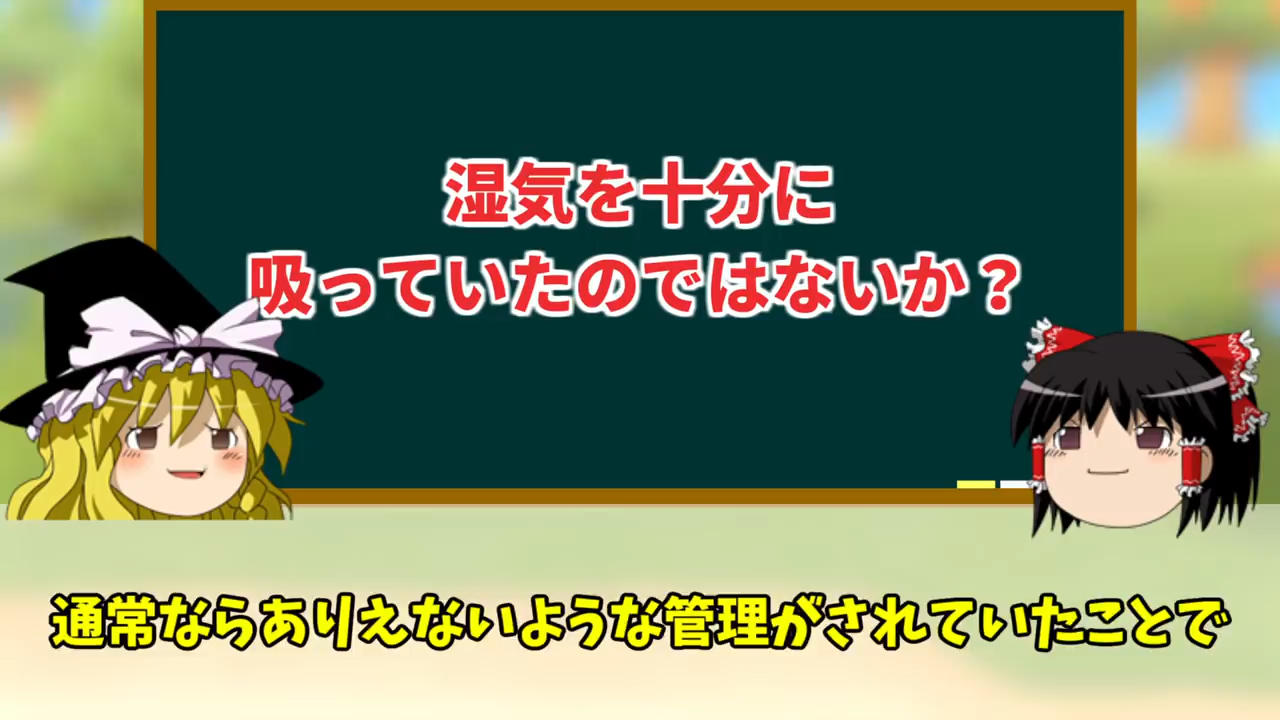 湿気を十分に
吸っていたのではないか？
通常ならありえないような管理がされていたことで